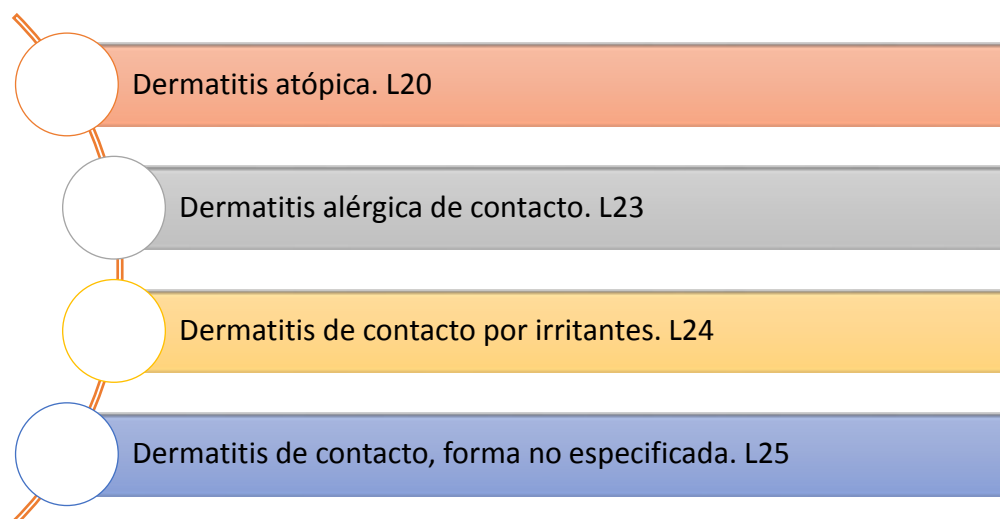 Dermatitis atópica. L20
Dermatitis alérgica de contacto. L23
Dermatitis de contacto por irritantes. L24
Dermatitis de contacto, forma no especificada. L25